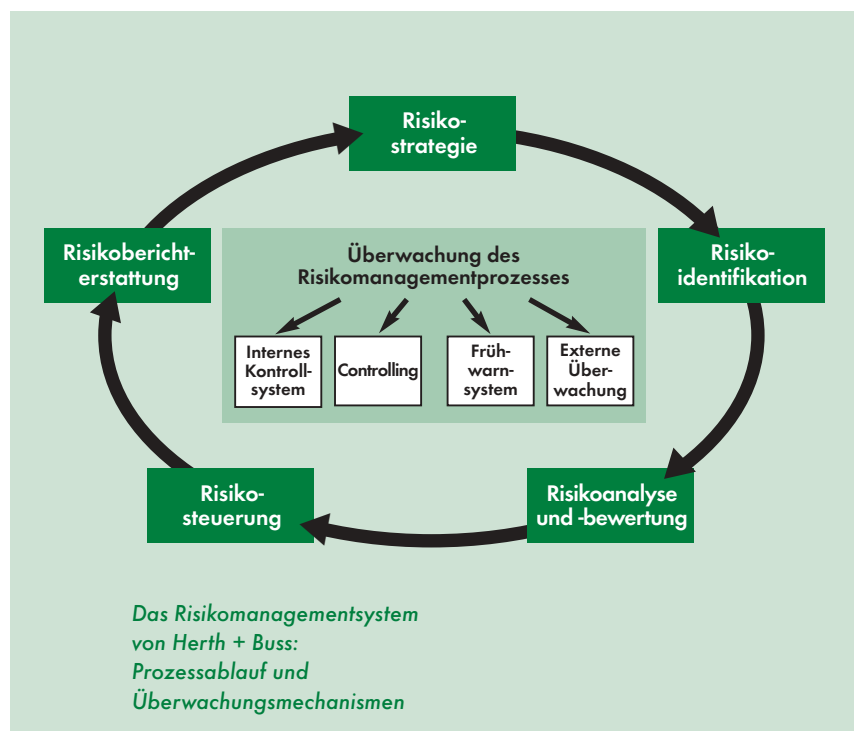 Risiko-
strategie
Risikobericht-
erstattung
Risiko-
identifikation
Überwachung des
Risikomanagementprozesses
Internes
Kontroll-
system
Controlling
Früh-
warn-
system
Externe
Über-
wachung
Risiko-
steuerung
Risikoanalyse
und -bewertung
Das Risikomanagementsystem
von Herth + Buss:
Prozessablauf und
Überwachungsmechanismen